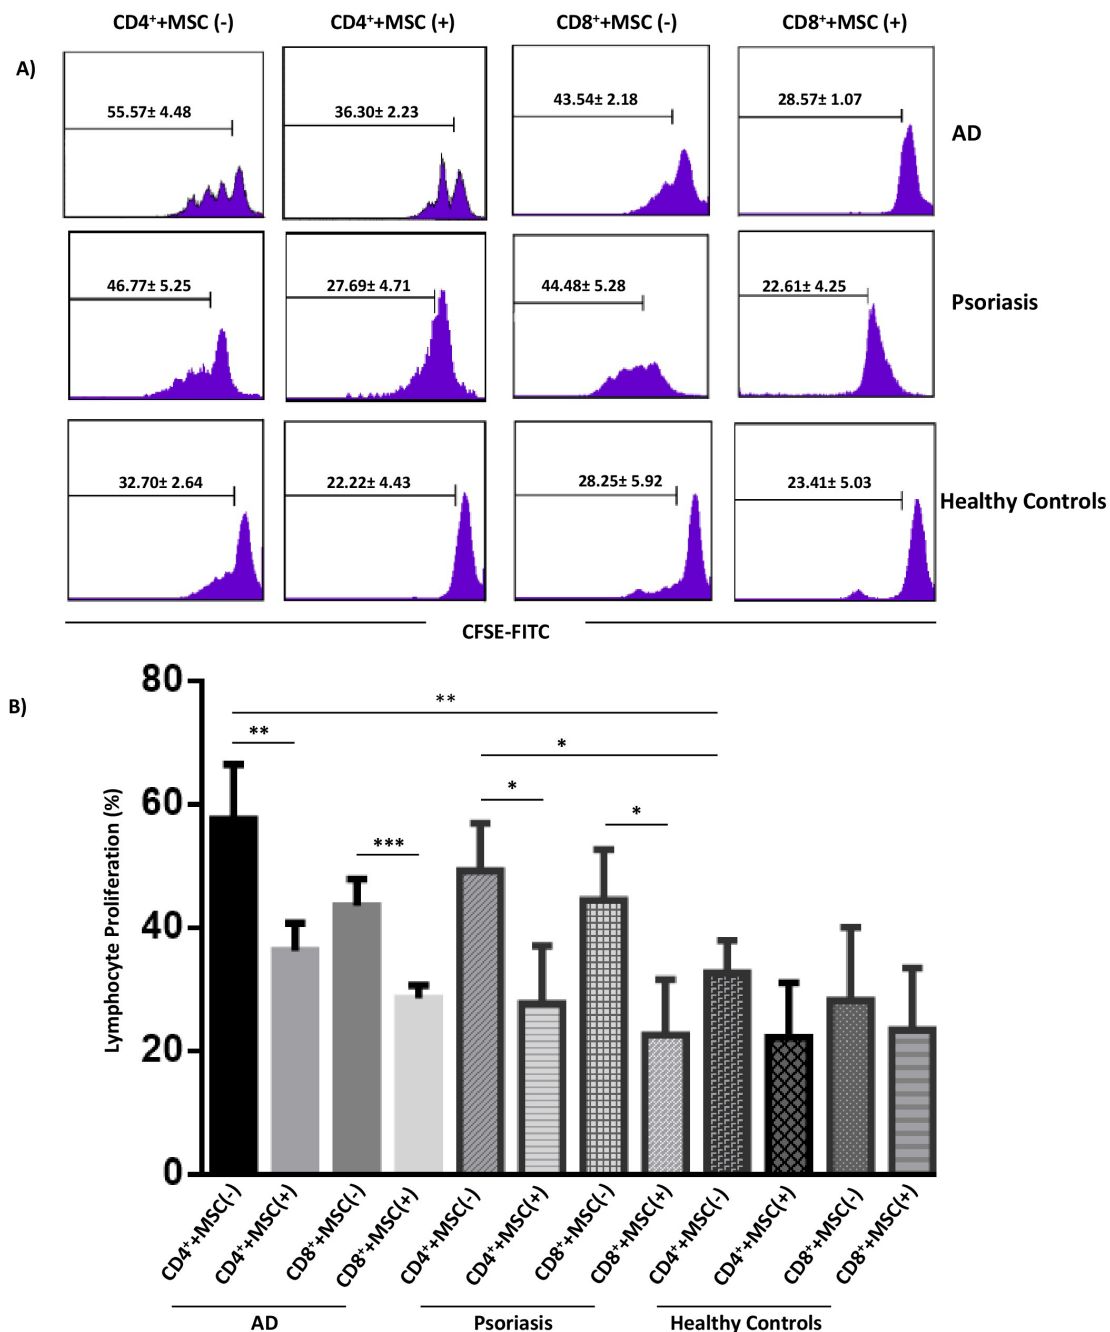 CD4⁺+MSC (-) CD4⁺+MSC (+) CD8⁺+MSC (-) CD8⁺+MSC (+)
A)
55.57± 4.48 36.30± 2.23 43.54± 2.18 28.57± 1.07 AD
46.77± 5.25 27.69± 4.71 44.48± 5.28 22.61± 4.25 Psoriasis
32.70± 2.64 22.22± 4.43 28.25± 5.92 23.41± 5.03 Healthy Controls
CFSE-FITC
B)
Lymphocyte Proliferation (%)
80
60
40
20
0
**
**
*
*
*
***
CD4⁺+MSC(-) CD4⁺+MSC(+) CD8⁺+MSC(-) CD8⁺+MSC(+) CD4⁺+MSC(-) CD4⁺+MSC(+) CD8⁺+MSC(-) CD8⁺+MSC(+) CD4⁺+MSC(-) CD4⁺+MSC(+) CD8⁺+MSC(-) CD8⁺+MSC(+)
AD Psoriasis Healthy Controls